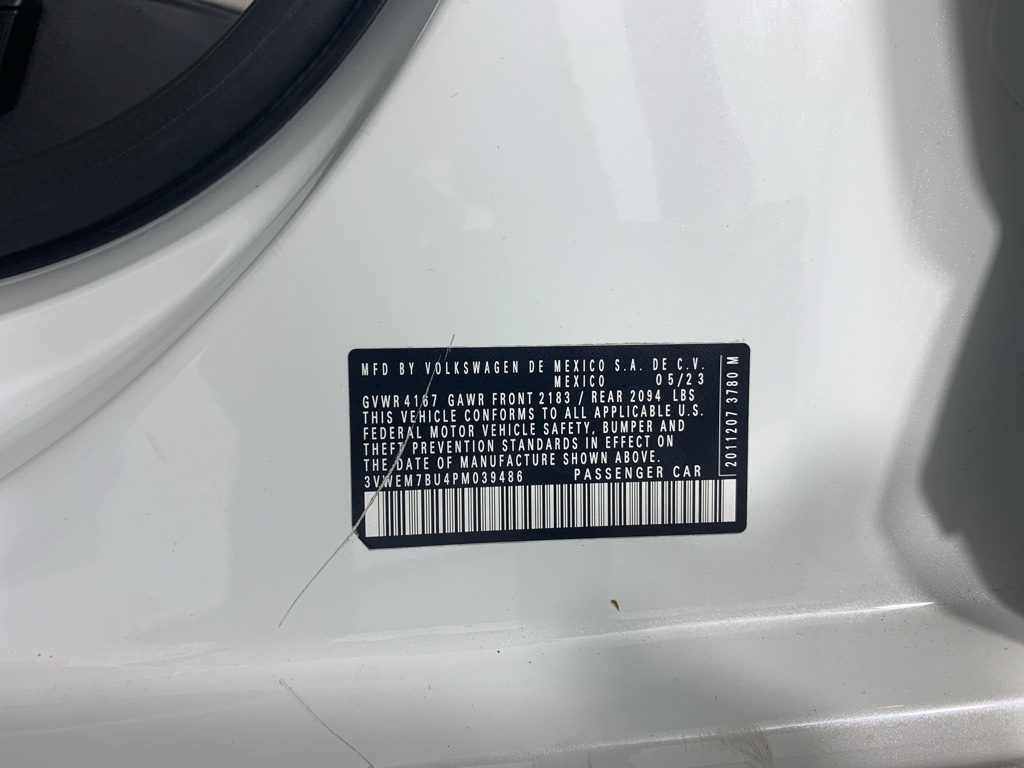 MFD BY VOLKSWAGEN DE MEXICO S.A. DE C.V.
MEXICO 05/23
GVWR 4167 GAWR FRONT 2183 / REAR 2094 LBS
THIS VEHICLE CONFORMS TO ALL APPLICABLE U.S.
FEDERAL MOTOR VEHICLE SAFETY, BUMPER AND
THEFT PREVENTION STANDARDS IN EFFECT ON
THE DATE OF MANUFACTURE SHOWN ABOVE.
3VWEM7BU4PM039486 PASSENGER CAR
2011207 3780 M